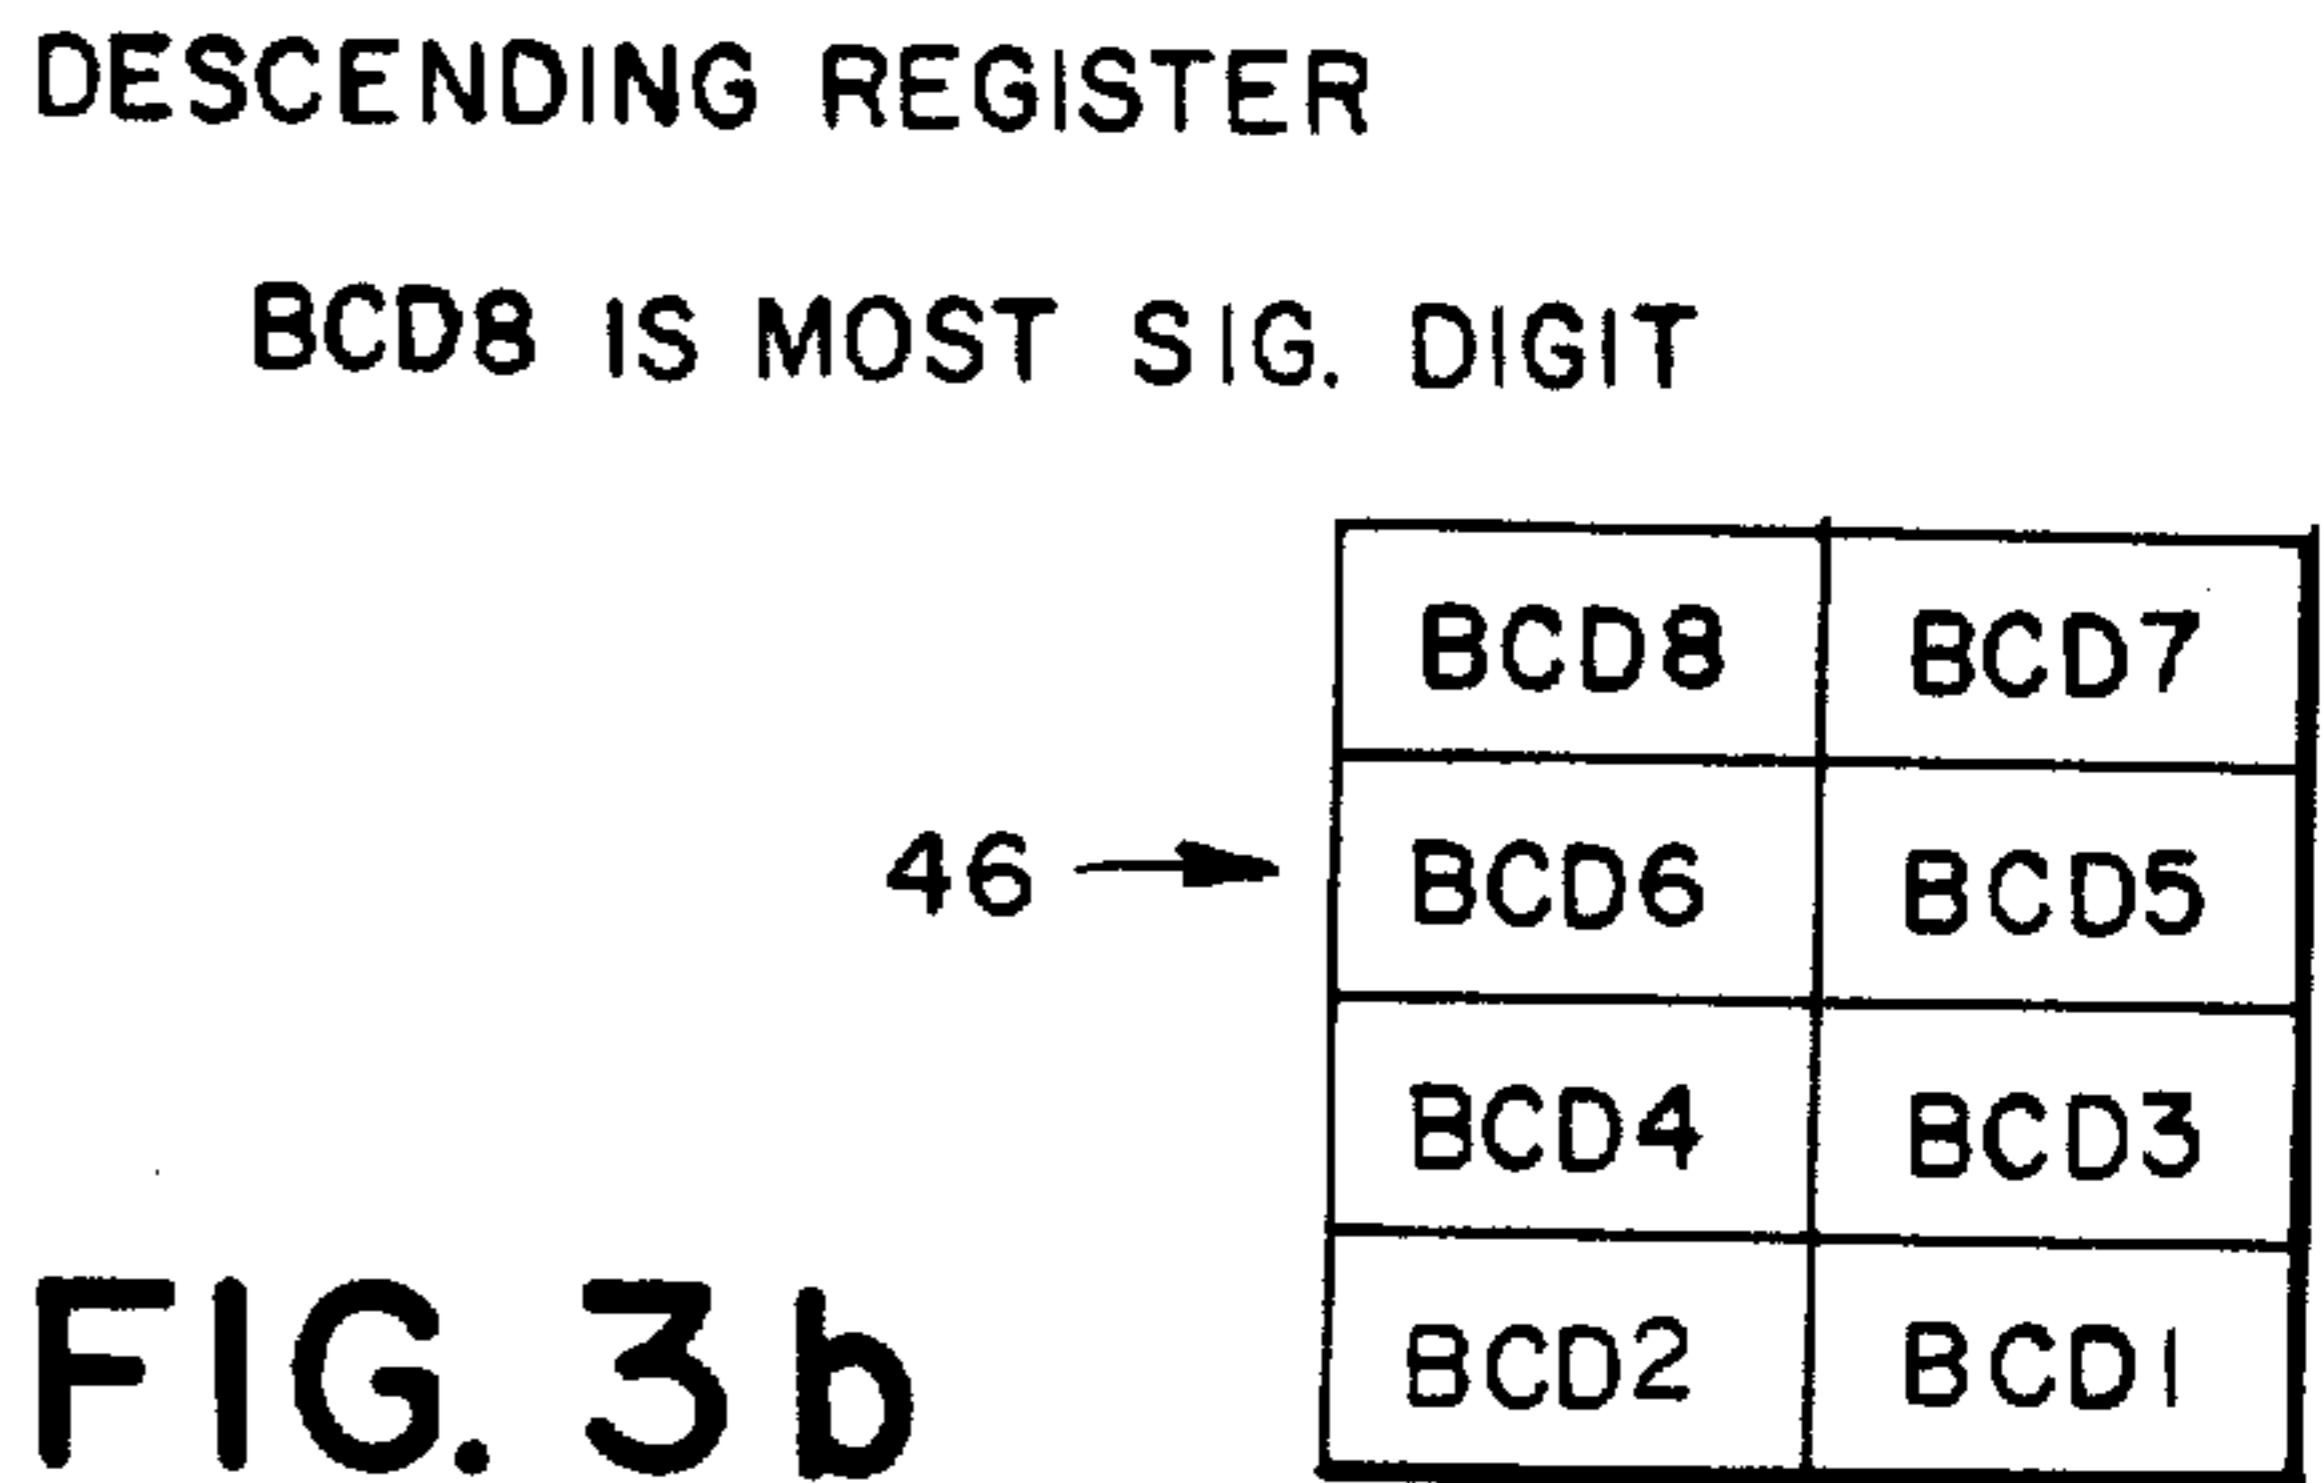 DESCENDING REGISTER
BCD8 IS MOST SIG. DIGIT
BCD8 BCD7
46 BCD6 BCD5
BCD4 BCD3
BCD2 BCD1
FIG. 3b